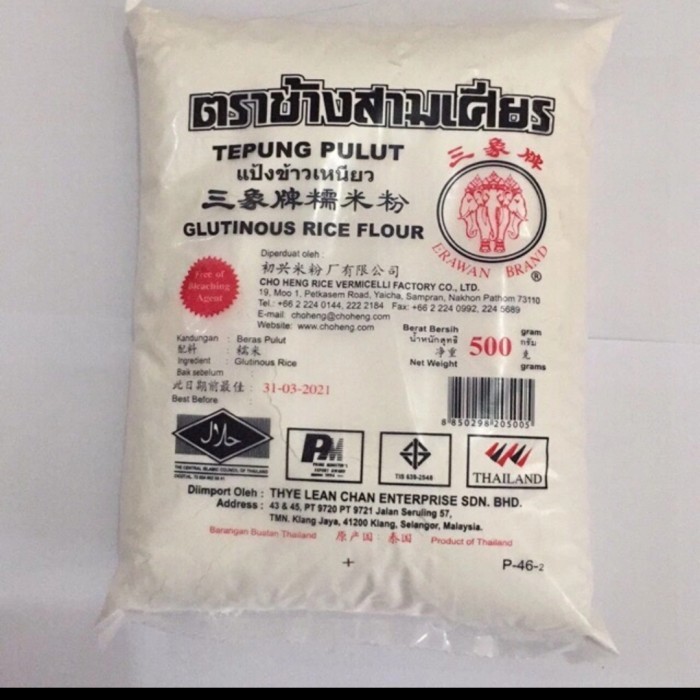 ตราช้างสามเศียร
TEPUNG PULUT
แป้งข้าวเหนียว
三象牌糯米粉
GLUTINOUS RICE FLOUR
三象牌
ERAWAN BRAND
®
Free of
Bleaching
Agent
Diperbuat oleh :
初兴米粉厂有限公司
CHO HENG RICE VERMICELLI FACTORY CO., LTD.
19, Moo 1, Petkasem Road, Yaicha, Sampran, Nakhon Pathom 73110
Tel.: +66 2 224 0144, 222 2184 Fax: +66 2 224 0992, 224 5689
E-mail: choheng@choheng.com
Website: www.choheng.com
Kandungan : Beras Pulut
配料 : 糯米
Ingredient : Glutinous Rice
Baik sebelum :
此日期前最佳 : 31-03-2021
Best Before :
Berat Bersih gram
น้ำหนักสุทธิ 500 กรัม
净重 克
Net Weight grams
8 850298 205005
حلال
THE CENTRAL ISLAMIC COUNCIL OF THAILAND
PM
PRIME MINISTER'S
EXPORT AWARD
TIS 638-2548
THAILAND
Diimport Oleh : THYE LEAN CHAN ENTERPRISE SDN. BHD.
Address : 43 & 45, PT 9720 PT 9721 Jalan Seruling 57,
TMN. Klang Jaya, 41200 Klang, Selangor, Malaysia.
Barangan Buatan Thailand 原产国：泰国 Product of Thailand
+ P-46-2